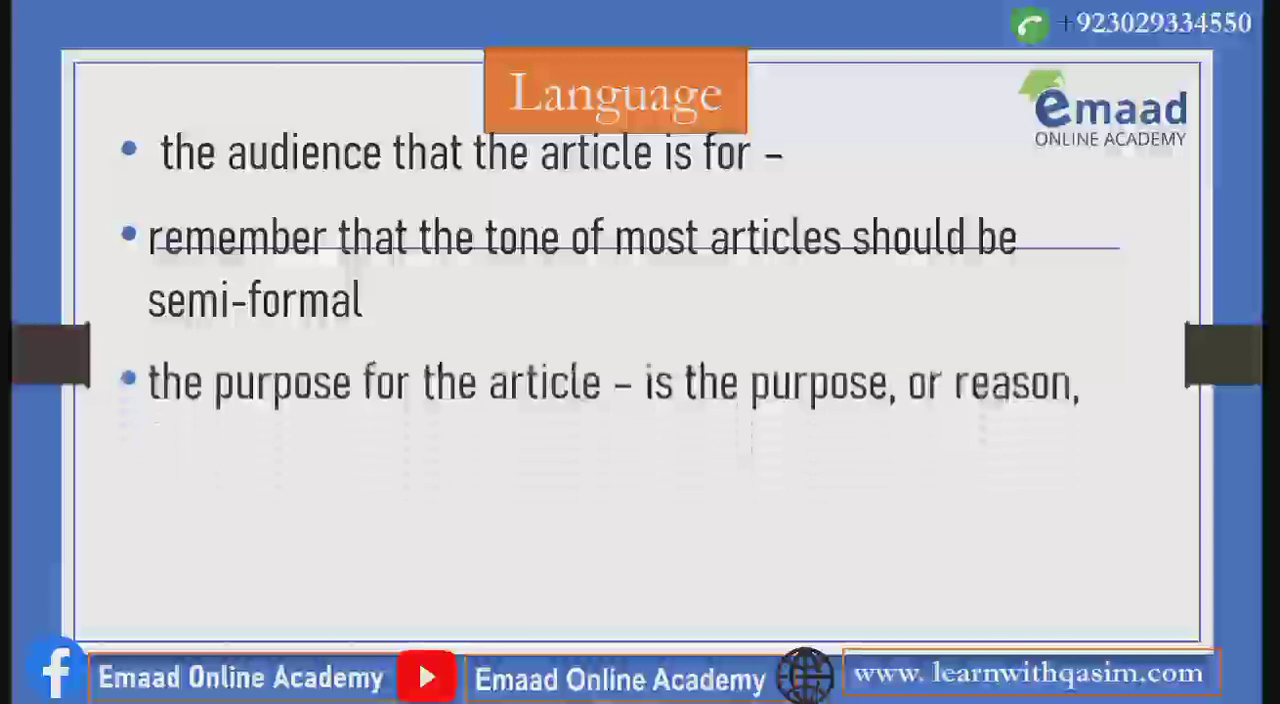 +923029334550
Language
emaad
ONLINE ACADEMY
• the audience that the article is for –
• remember that the tone of most articles should be
semi-formal
• the purpose for the article – is the purpose, or reason,
Emaad Online Academy
Emaad Online Academy
www. learnwithqasim.com